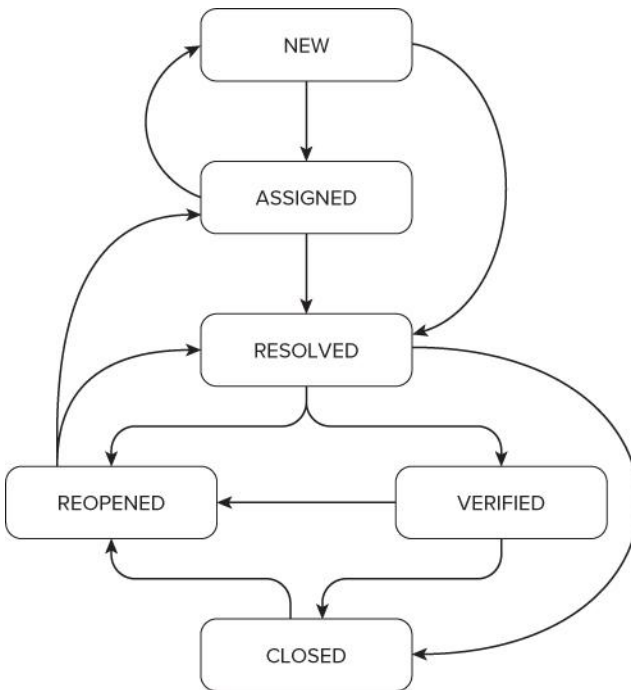 NEW
ASSIGNED
RESOLVED
REOPENED
VERIFIED
CLOSED